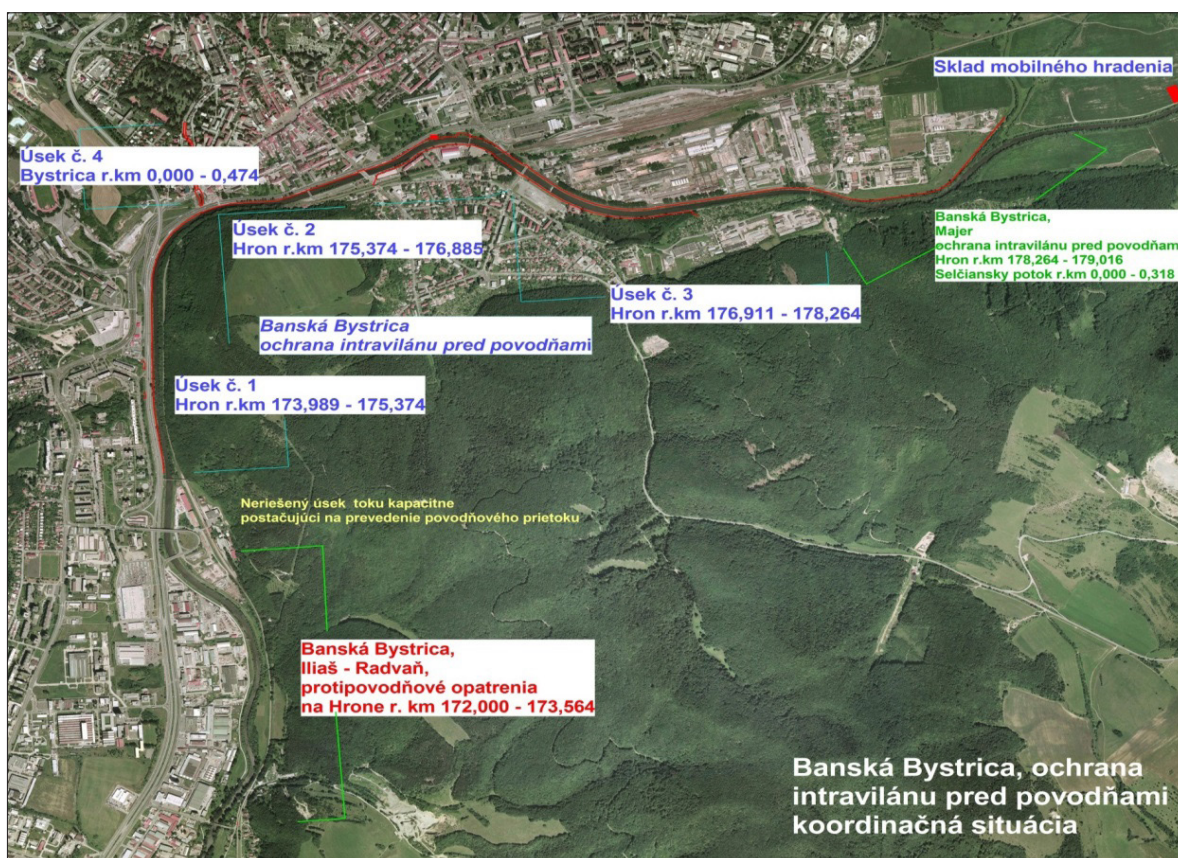 Sklad mobilného hradenia
Úsek č. 4
Bystrica r.km 0,000 - 0,474
Úsek č. 2
Hron r.km 175,374 - 176,885
Banská Bystrica,
Majer
ochrana intravilánu pred povodňami
Hron r.km 178,264 - 179,016
Selčiansky potok r.km 0,000 - 0,318
Úsek č. 3
Hron r.km 176,911 - 178,264
Banská Bystrica
ochrana intravilánu pred povodňami
Úsek č. 1
Hron r.km 173,989 - 175,374
Neriešený úsek toku kapacitne
postačujúci na prevedenie povodňového prietoku
Banská Bystrica,
Iliaš - Radvaň,
protipovodňové opatrenia
na Hrone r. km 172,000 - 173,564
Banská Bystrica, ochrana
intravilánu pred povodňami
koordinačná situácia